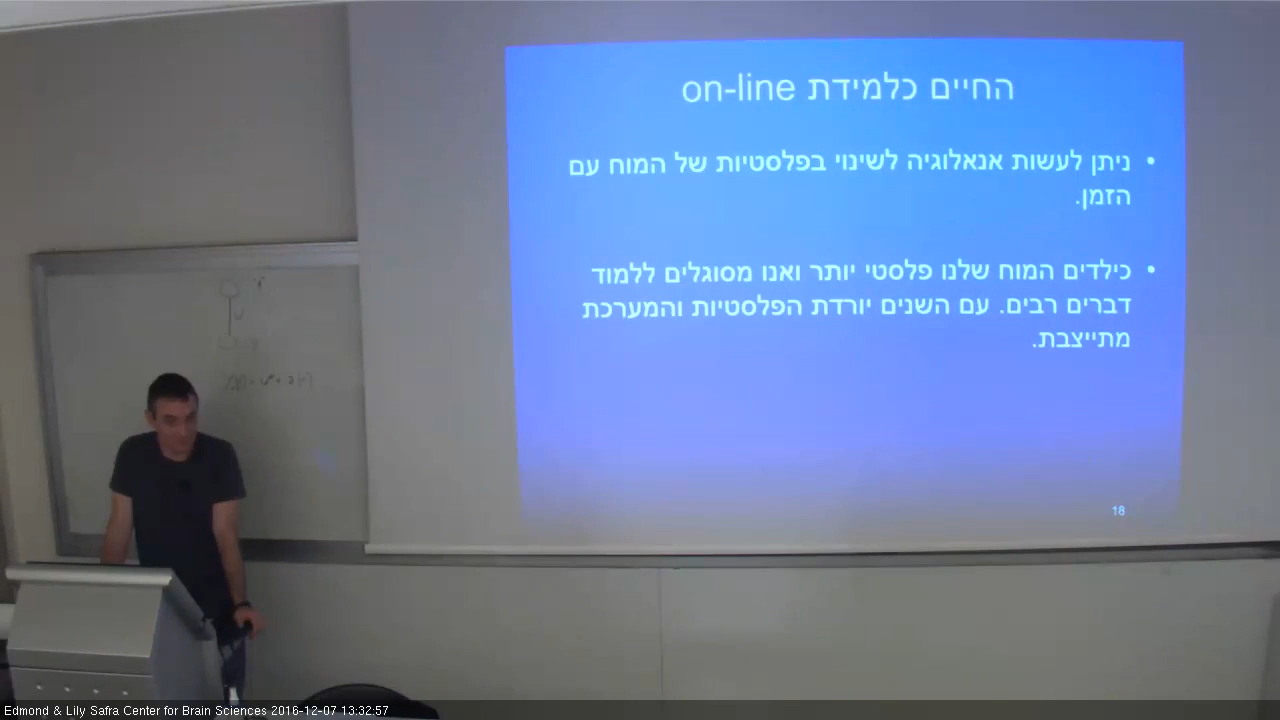 החיים כלמידת on-line
• ניתן לעשות אנאלוגיה לשינוי בפלסטיות של המוח עם
הזמן.
• כילדים המוח שלנו פלסטי יותר ואנו מסוגלים ללמוד
דברים רבים. עם השנים יורדת הפלסטיות והמערכת
מתייצבת.
18
Edmond & Lily Safra Center for Brain Sciences 2016-12-07 13:32:57